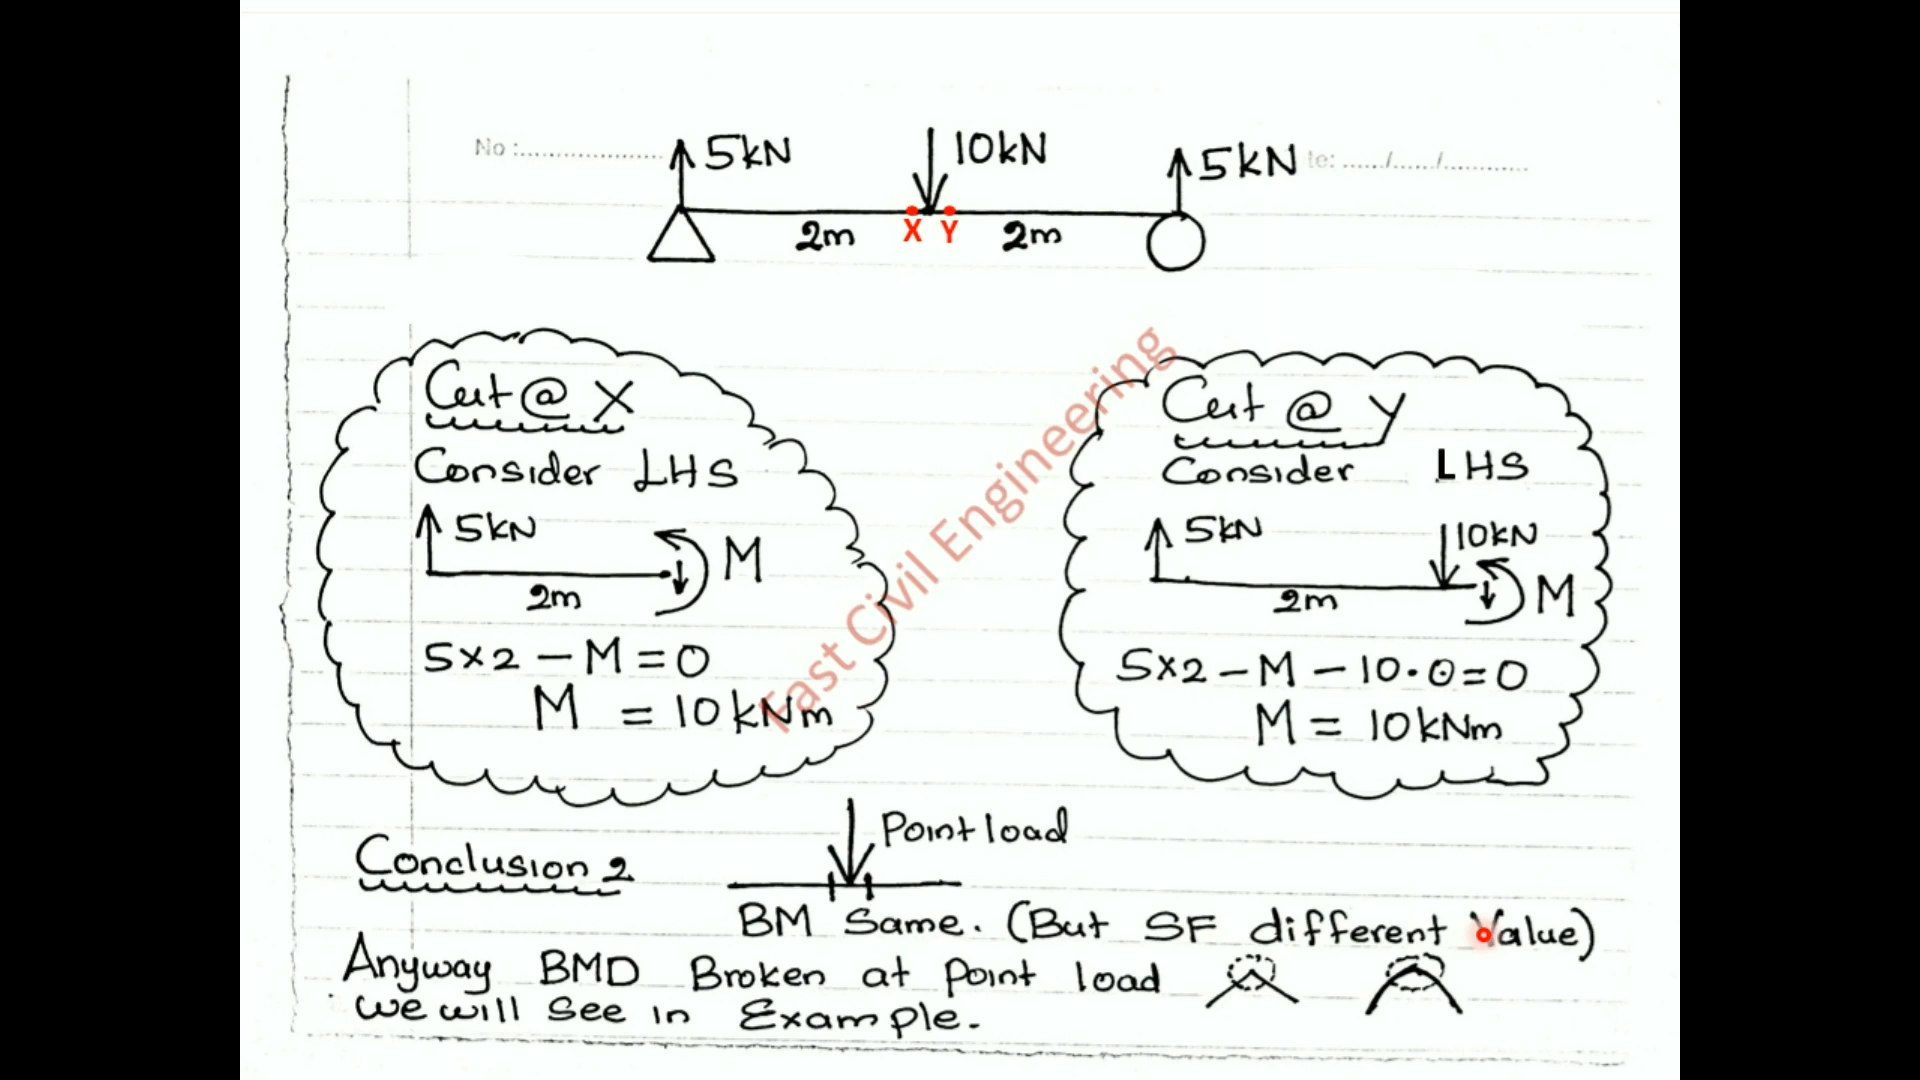 No :.................... 5kN 10kN 5kN te: ....../....../..............
2m X Y 2m
Cut @ X
Consider LHS
5kN
M
2m
5×2 - M = 0
M = 10kNm
Cut @ Y
Consider LHS
5kN 10kN
M
2m
5×2 - M - 10·0 = 0
M = 10kNm
Fast Civil Engineering
Point load
Conclusion 2
BM Same. (But SF different Value)
Anyway BMD Broken at Point load
we will see in Example.